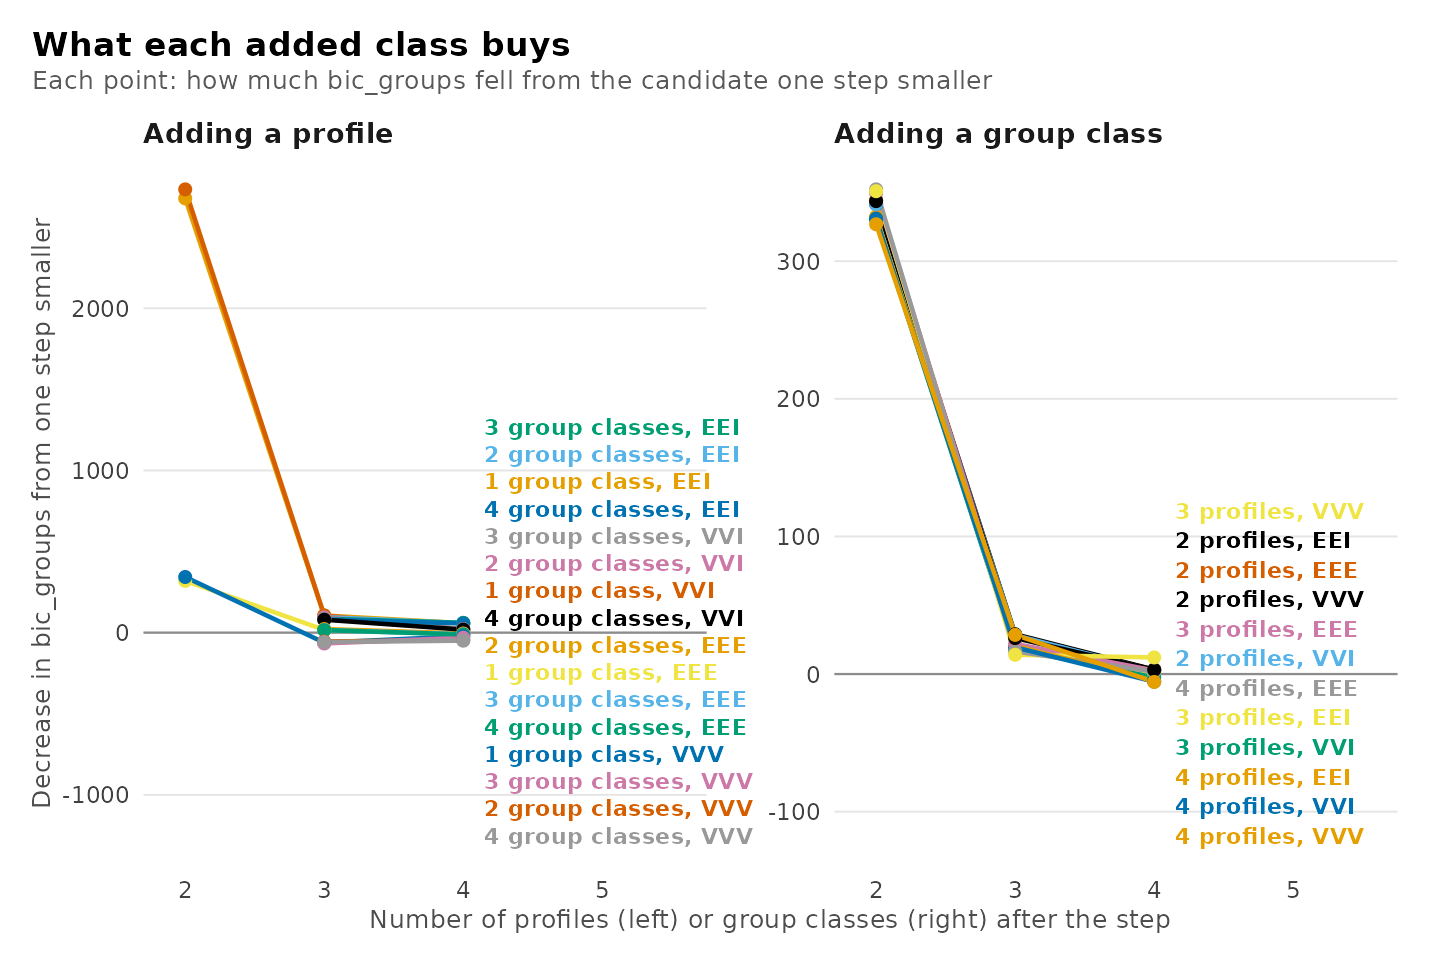 What each added class buys
Each point: how much bic_groups fell from the candidate one step smaller
Adding a profile
Adding a group class
Decrease in bic_groups from one step smaller
2000
1000
0
-1000
3 group classes, EEI
2 group classes, EEI
1 group class, EEI
4 group classes, EEI
3 group classes, VVI
2 group classes, VVI
1 group class, VVI
4 group classes, VVI
2 group classes, EEE
1 group class, EEE
3 group classes, EEE
4 group classes, EEE
1 group class, VVV
3 group classes, VVV
2 group classes, VVV
4 group classes, VVV
2 3 4 5
300
200
100
0
-100
3 profiles, VVV
2 profiles, EEI
2 profiles, EEE
2 profiles, VVV
3 profiles, EEE
2 profiles, VVI
4 profiles, EEE
3 profiles, EEI
3 profiles, VVI
4 profiles, EEI
4 profiles, VVI
4 profiles, VVV
2 3 4 5
Number of profiles (left) or group classes (right) after the step